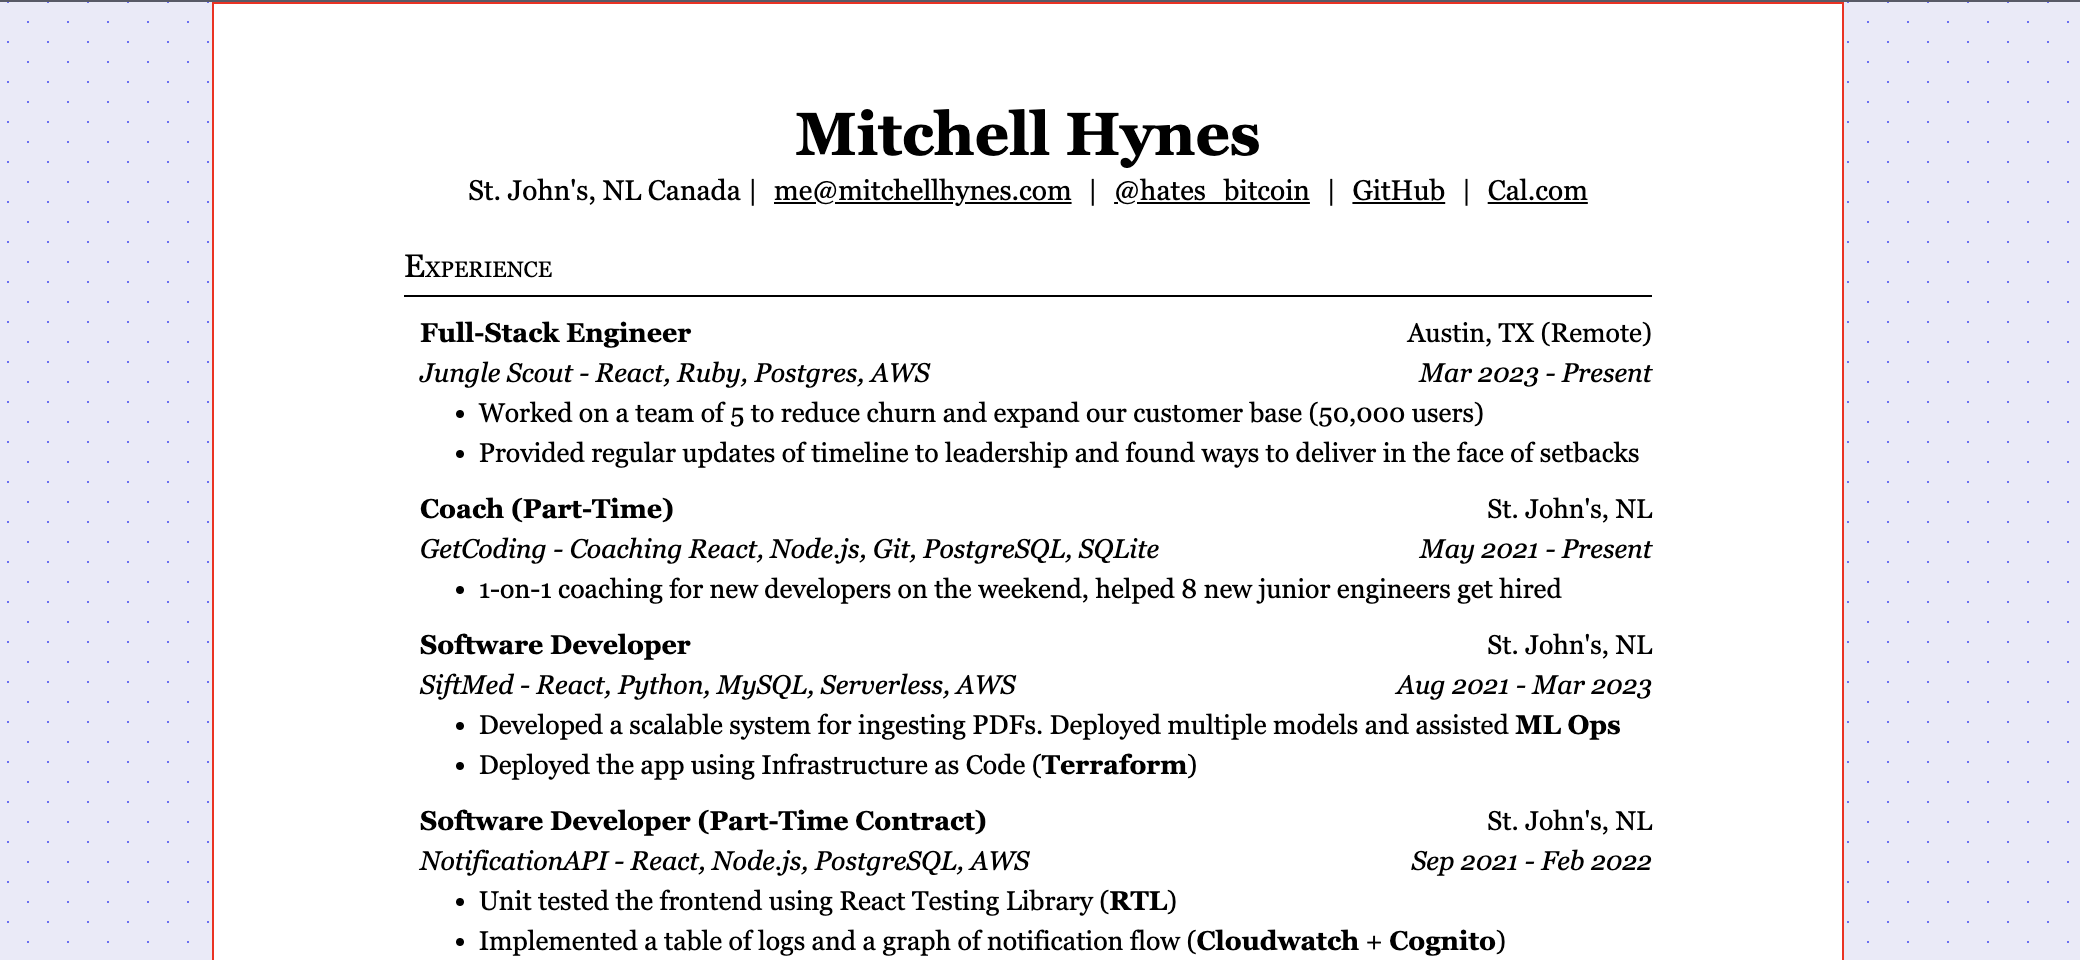 Mitchell Hynes
St. John's, NL Canada | me@mitchellhynes.com | @hates_bitcoin | GitHub | Cal.com
Experience
Full-Stack Engineer Austin, TX (Remote)
Jungle Scout - React, Ruby, Postgres, AWS Mar 2023 - Present
• Worked on a team of 5 to reduce churn and expand our customer base (50,000 users)
• Provided regular updates of timeline to leadership and found ways to deliver in the face of setbacks
Coach (Part-Time) St. John's, NL
GetCoding - Coaching React, Node.js, Git, PostgreSQL, SQLite May 2021 - Present
• 1-on-1 coaching for new developers on the weekend, helped 8 new junior engineers get hired
Software Developer St. John's, NL
SiftMed - React, Python, MySQL, Serverless, AWS Aug 2021 - Mar 2023
• Developed a scalable system for ingesting PDFs. Deployed multiple models and assisted ML Ops
• Deployed the app using Infrastructure as Code (Terraform)
Software Developer (Part-Time Contract) St. John's, NL
NotificationAPI - React, Node.js, PostgreSQL, AWS Sep 2021 - Feb 2022
• Unit tested the frontend using React Testing Library (RTL)
• Implemented a table of logs and a graph of notification flow (Cloudwatch + Cognito)